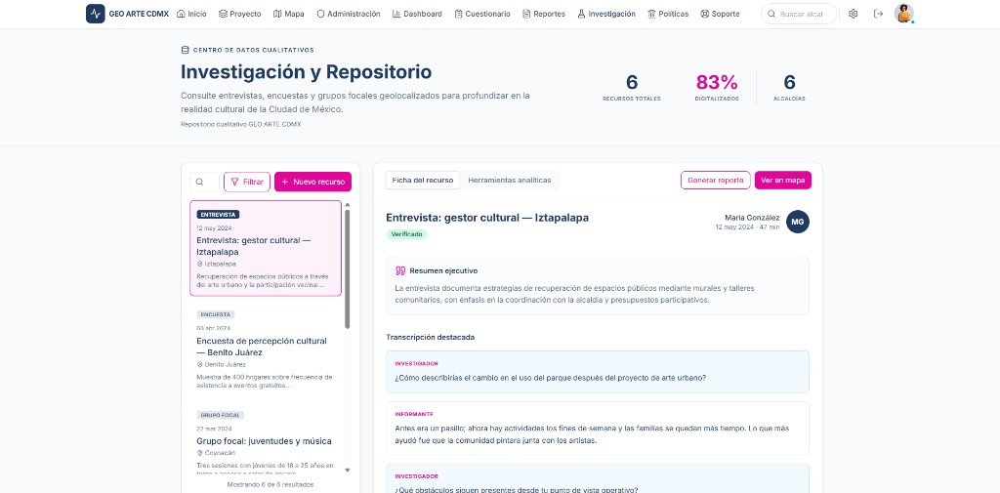 GEO ARTE CDMX
Inicio
Proyecto
Mapa
Administración
Dashboard
Cuestionario
Reportes
Investigación
Políticas
Soporte
Buscar alcal
CENTRO DE DATOS CUALITATIVOS
Investigación y Repositorio
Consulte entrevistas, encuestas y grupos focales geolocalizados para profundizar en la
realidad cultural de la Ciudad de México.
Repositorio cualitativo GEO ARTE CDMX
6
RECURSOS TOTALES
83%
DIGITALIZADOS
6
ALCALDÍAS
Filtrar
Nuevo recurso
ENTREVISTA
12 may 2024
Entrevista: gestor cultural —
Iztapalapa
Iztapalapa
Recuperación de espacios públicos a través
del arte urbano y la participación vecinal...
ENCUESTA
03 abr 2024
Encuesta de percepción cultural
— Benito Juárez
Benito Juárez
Muestra de 400 hogares sobre frecuencia de
asistencia a eventos gratuitos...
GRUPO FOCAL
22 mar 2024
Grupo focal: juventudes y música
Coyoacán
Tres sesiones con jóvenes de 18 a 25 años en
Mostrando 6 de 6 resultados
Ficha del recurso
Herramientas analíticas
Generar reporte
Ver en mapa
Entrevista: gestor cultural — Iztapalapa
Verificado
María González
12 may 2024 · 47 min
MG
Resumen ejecutivo
La entrevista documenta estrategias de recuperación de espacios públicos mediante murales y talleres
comunitarios, con énfasis en la coordinación con la alcaldía y presupuestos participativos.
Transcripción destacada
INVESTIGADOR
¿Cómo describirías el cambio en el uso del parque después del proyecto de arte urbano?
INFORMANTE
Antes era un pasillo; ahora hay actividades los fines de semana y las familias se quedan más tiempo. Lo que más
ayudó fue que la comunidad pintara junto con los artistas.
INVESTIGADOR
¿Qué obstáculos siguen presentes desde tu punto de vista operativo?